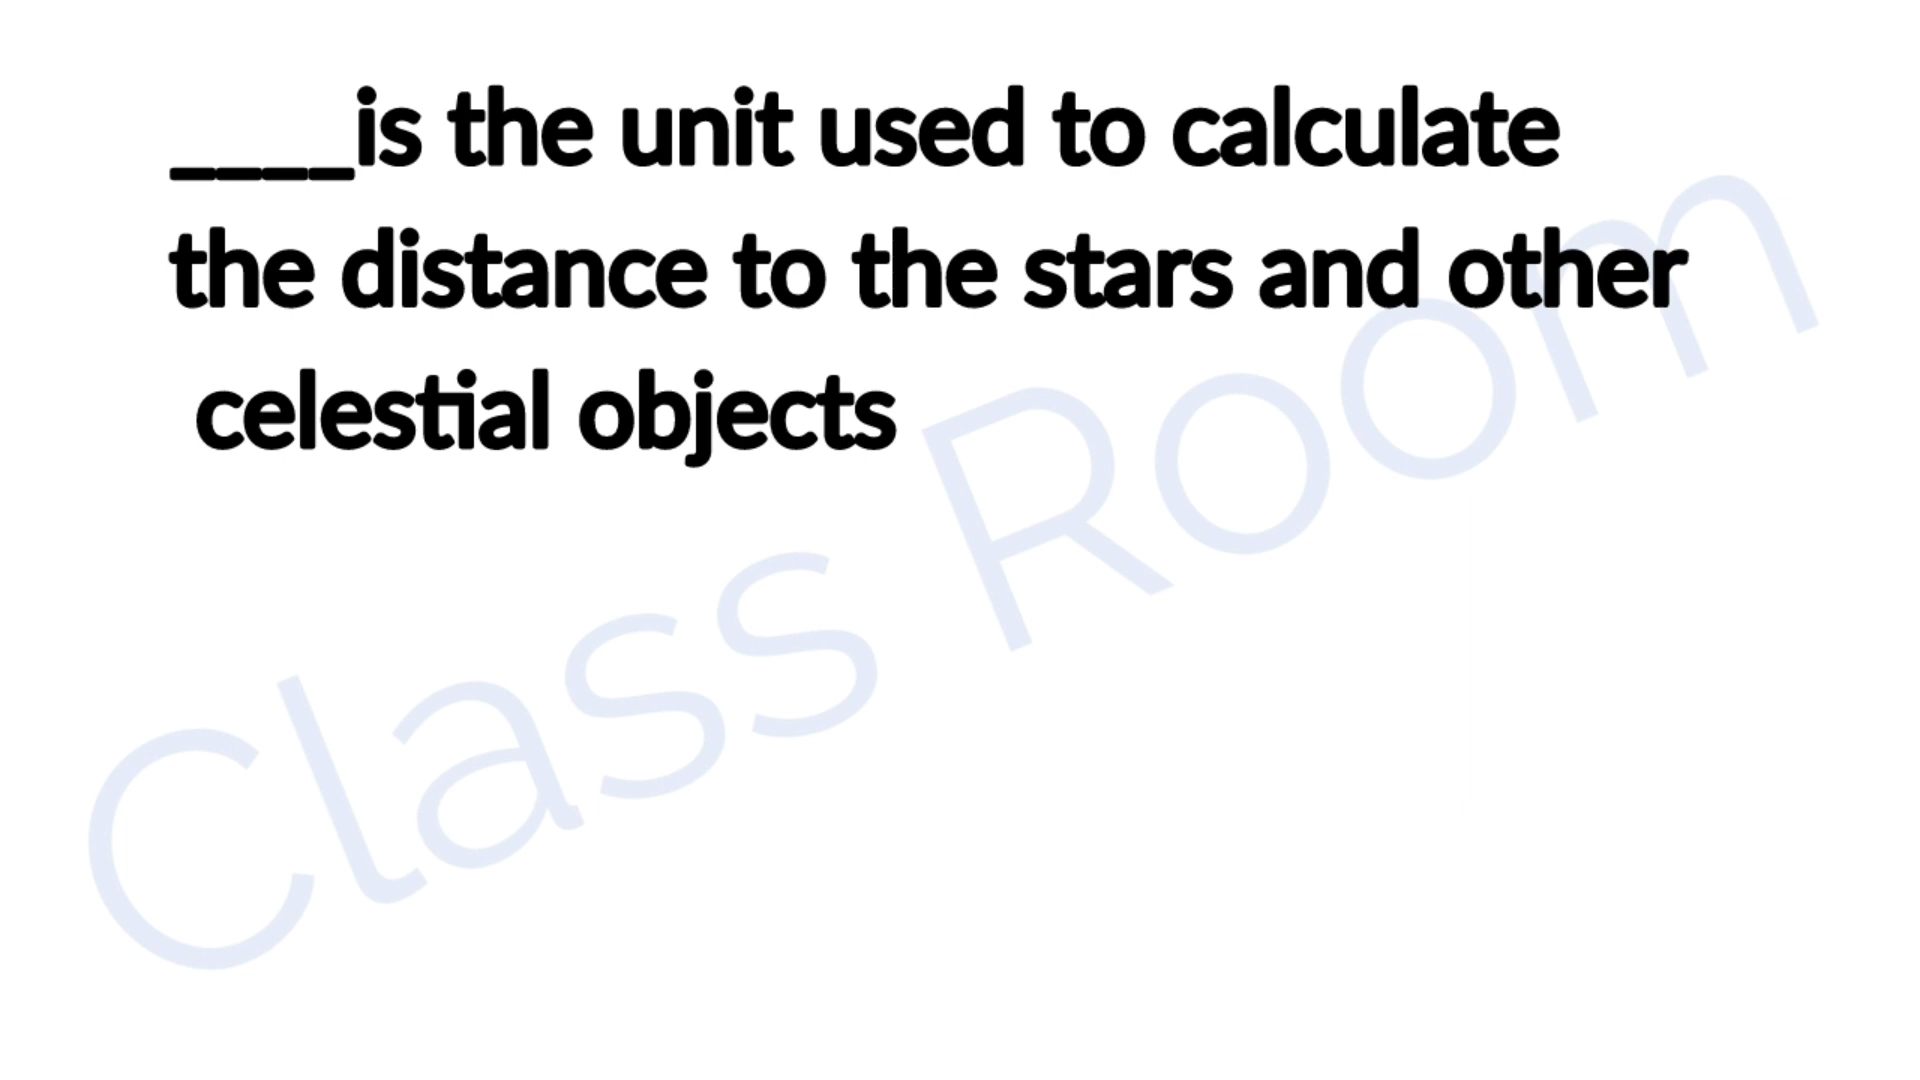 ____is the unit used to calculate
the distance to the stars and other
celestial objects
Class Room